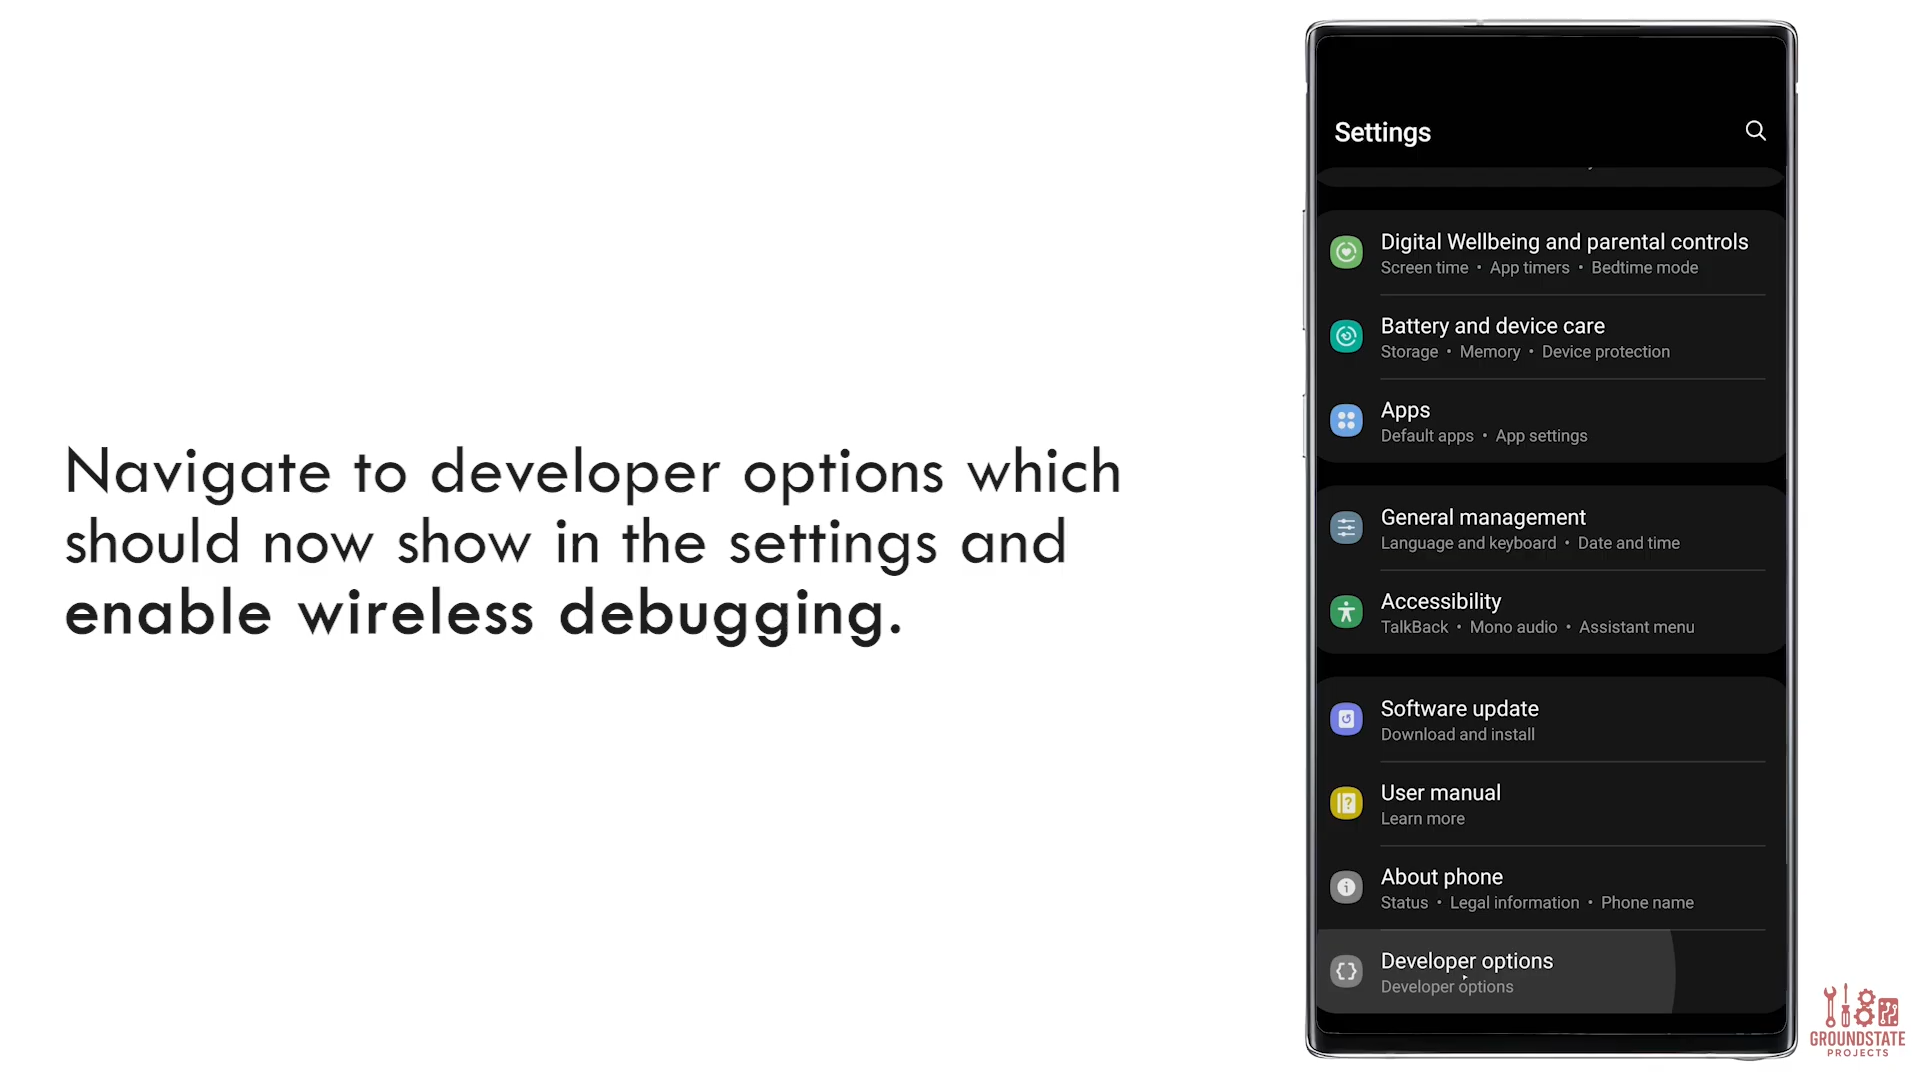 Navigate to developer options which
should now show in the settings and
enable wireless debugging.
Settings
Digital Wellbeing and parental controls
Screen time • App timers • Bedtime mode
Battery and device care
Storage • Memory • Device protection
Apps
Default apps • App settings
General management
Language and keyboard • Date and time
Accessibility
TalkBack • Mono audio • Assistant menu
Software update
Download and install
User manual
Learn more
About phone
Status • Legal information • Phone name
Developer options
Developer options
GROUNDSTATE
PROJECTS